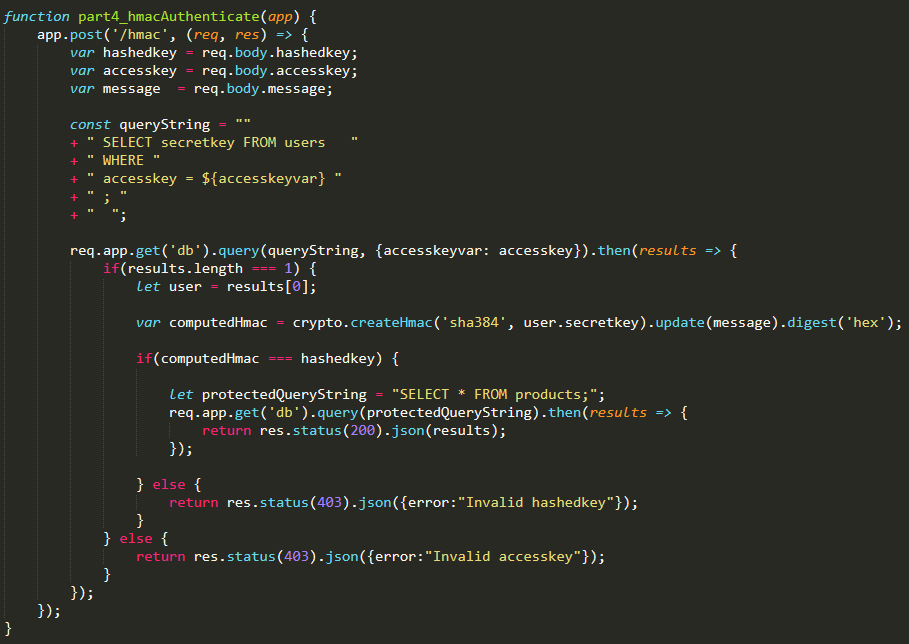 function part4_hmacAuthenticate(app) {
    app.post('/hmac', (req, res) => {
        var hashedkey = req.body.hashedkey;
        var accesskey = req.body.accesskey;
        var message  = req.body.message;

        const queryString = ""
        + " SELECT secretkey FROM users   "
        + " WHERE "
        + " accesskey = ${accesskeyvar} "
        + " ; "
        + "  ";

        req.app.get('db').query(queryString, {accesskeyvar: accesskey}).then(results => {
            if(results.length === 1) {
                let user = results[0];

                var computedHmac = crypto.createHmac('sha384', user.secretkey).update(message).digest('hex');

                if(computedHmac === hashedkey) {

                    let protectedQueryString = "SELECT * FROM products;";
                    req.app.get('db').query(protectedQueryString).then(results => {
                        return res.status(200).json(results);
                    });

                } else {
                    return res.status(403).json({error:"Invalid hashedkey"});
                }
            } else {
                return res.status(403).json({error:"Invalid accesskey"});
            }
        });
    });
}